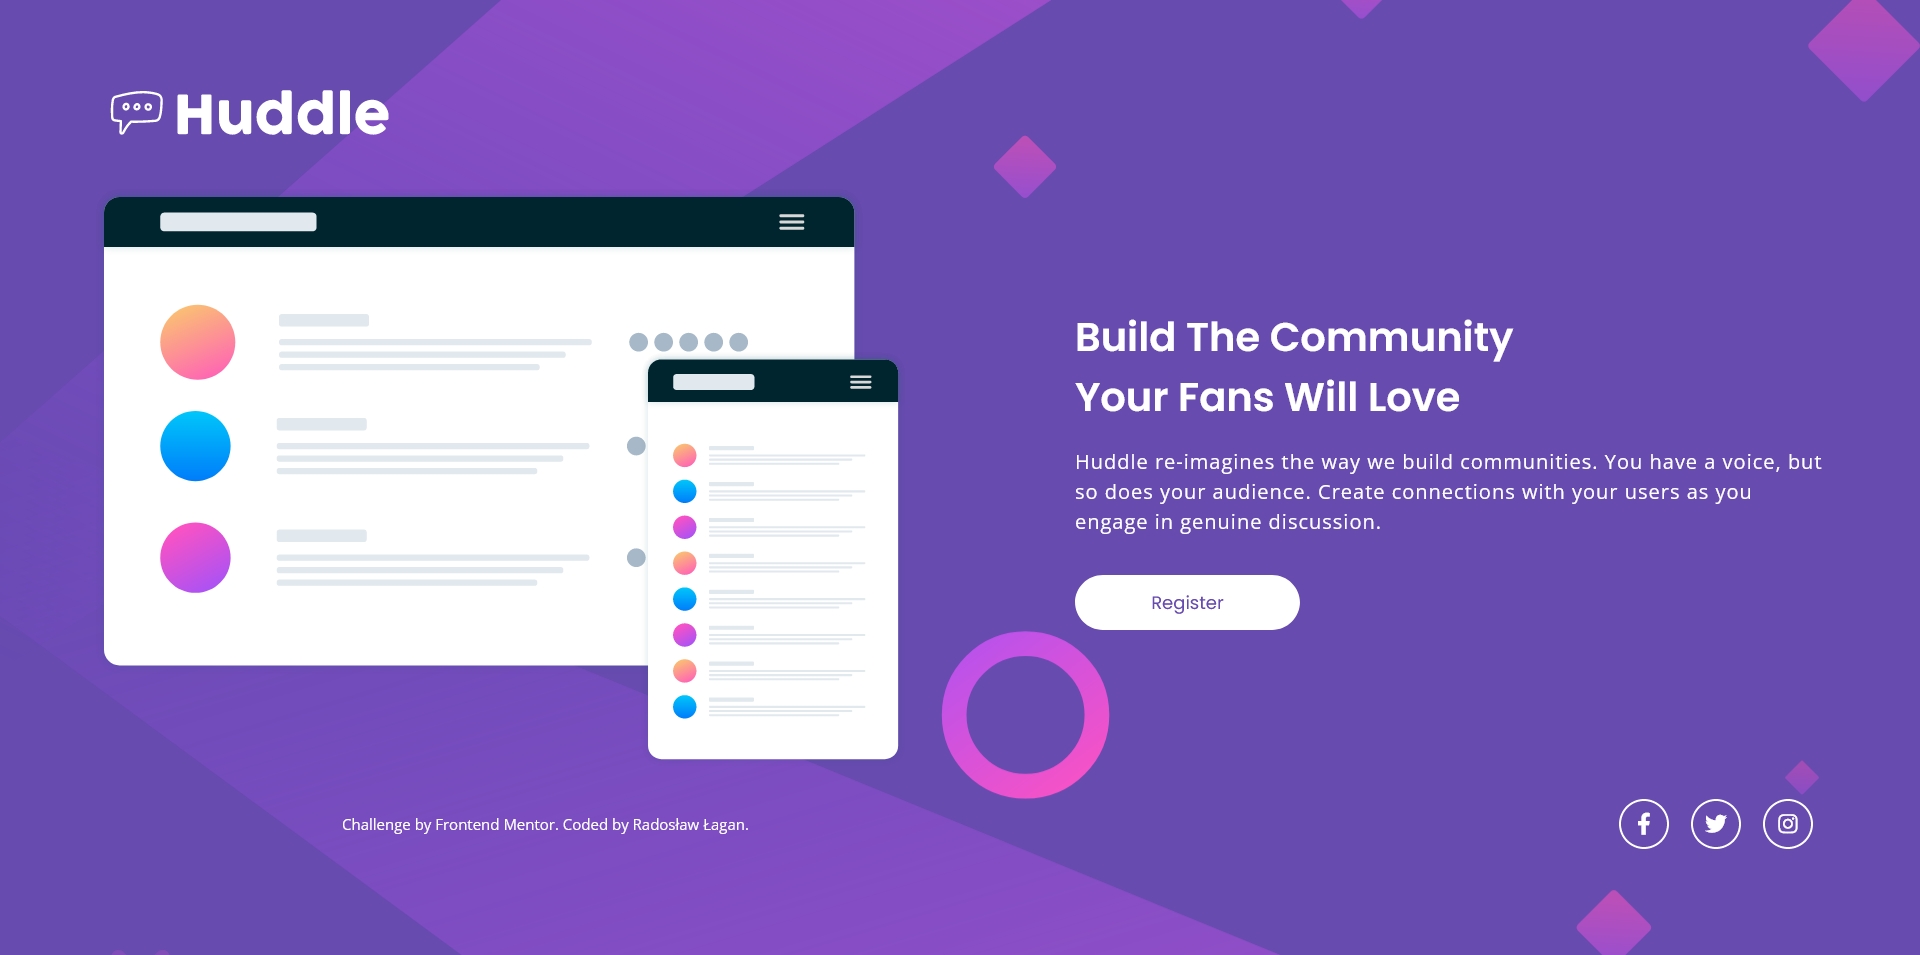 Huddle
Build The Community
Your Fans Will Love
Huddle re-imagines the way we build communities. You have a voice, but
so does your audience. Create connections with your users as you
engage in genuine discussion.
Register
Challenge by Frontend Mentor. Coded by Radosław Łagan.